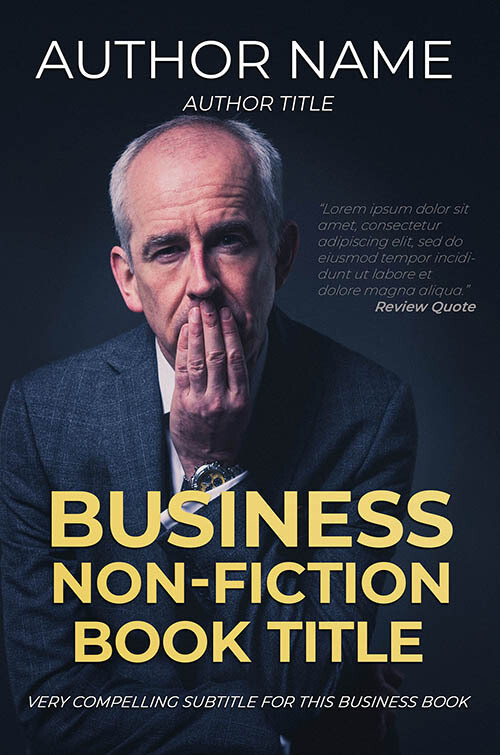 AUTHOR NAME
AUTHOR TITLE
“Lorem ipsum dolor sit
amet, consectetur
adipiscing elit, sed do
eiusmod tempor incidi-
dunt ut labore et
dolore magna aliqua.”
Review Quote
BUSINESS
NON-FICTION
BOOK TITLE
VERY COMPELLING SUBTITLE FOR THIS BUSINESS BOOK